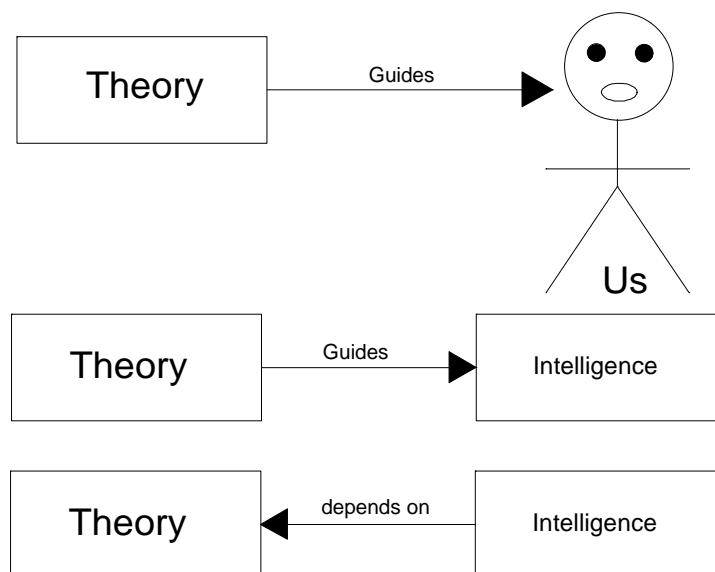 Theory
Guides
Us
Theory
Guides
Intelligence
Theory
depends on
Intelligence